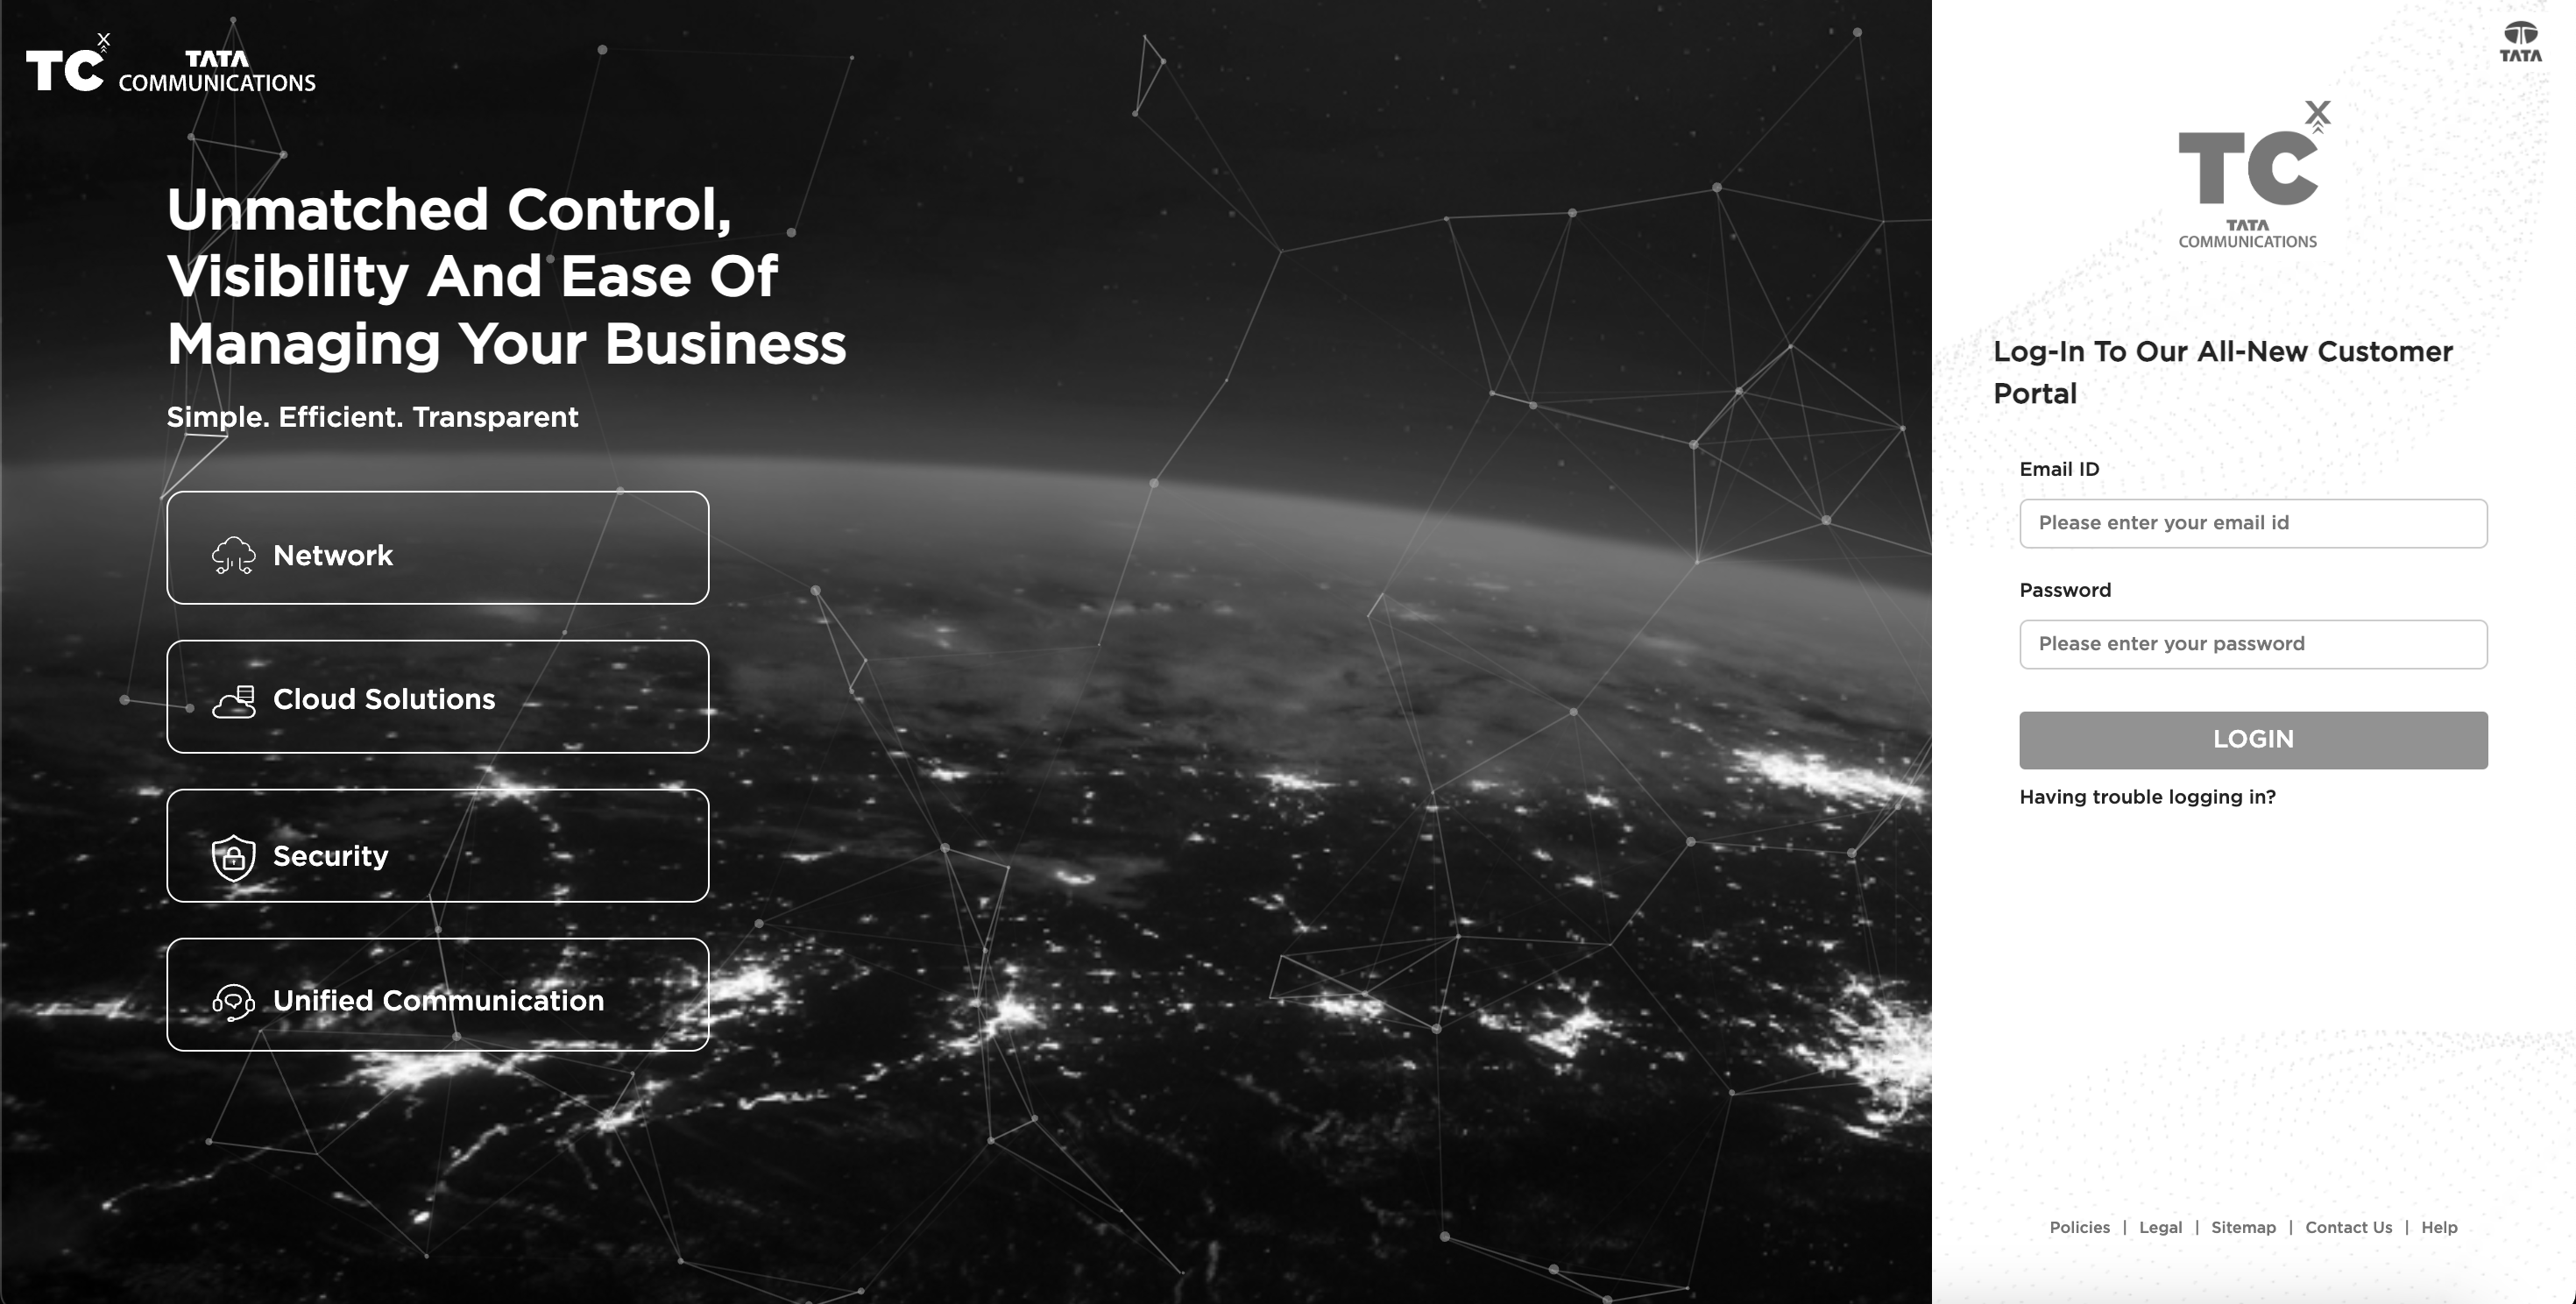 TCx
TATA
COMMUNICATIONS
Unmatched Control,
Visibility And Ease Of
Managing Your Business
Simple. Efficient. Transparent
Network
Cloud Solutions
Security
Unified Communication
TATA
TCx
TATA
COMMUNICATIONS
Log-In To Our All-New Customer
Portal
Email ID
Please enter your email id
Password
Please enter your password
LOGIN
Having trouble logging in?
Policies | Legal | Sitemap | Contact Us | Help